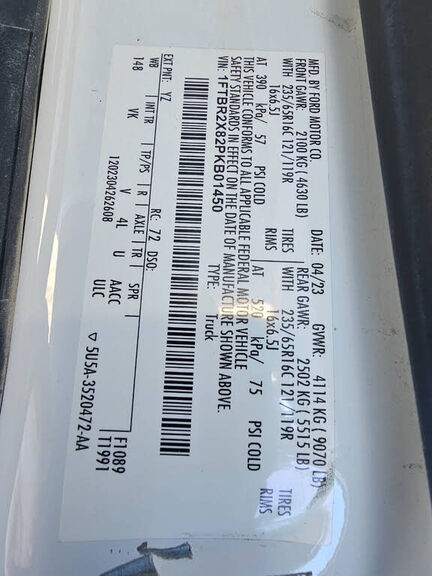 MFD. BY FORD MOTOR CO.
DATE: 04/23 GVWR: 4114 KG ( 9070 LB)
FRONT GAWR: 2100 KG ( 4630 LB) REAR GAWR: 2502 KG ( 5515 LB)
WITH 235/65R16C 121/119R TIRES WITH 235/65R16C 121/119R TIRES
16x6.5J RIMS 16x6.5J RIMS
AT 390 kPa/ 57 PSI COLD AT 520 kPa/ 75 PSI COLD
THIS VEHICLE CONFORMS TO ALL APPLICABLE FEDERAL MOTOR VEHICLE
SAFETY STANDARDS IN EFFECT ON THE DATE OF MANUFACTURE SHOWN ABOVE.
VIN: 1FTBR2X82PKB01450 TYPE: Truck
EXT PNT: YZ RC: 72 DSO:
WB INT TR TP/PS R AXLE TR SPR F1089
148 VK V 4L U AACC T1991
1202304262608 ULC ▽ 5U5A-3520472-AA